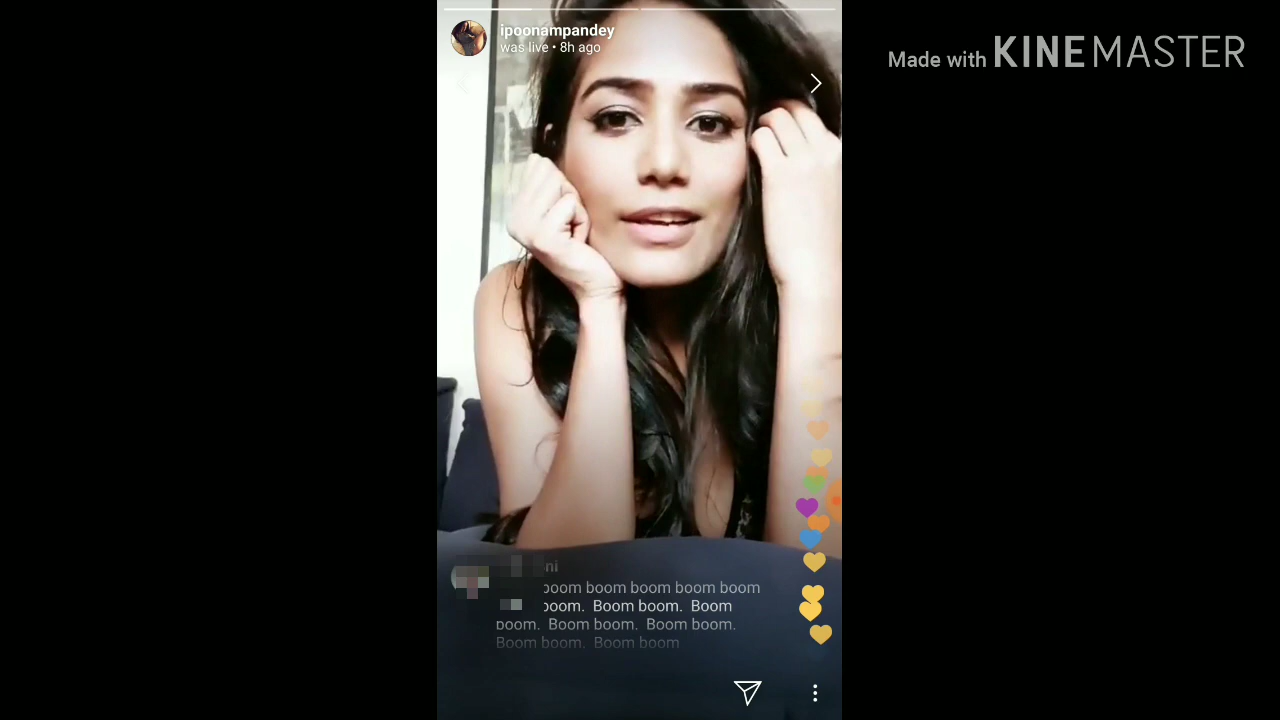 ipoonampandey
was live • 8h ago
Made with KINEMASTER
ni
boom boom boom boom
boom. Boom boom. Boom
boom. Boom boom. Boom boom.
Boom boom. Boom boom